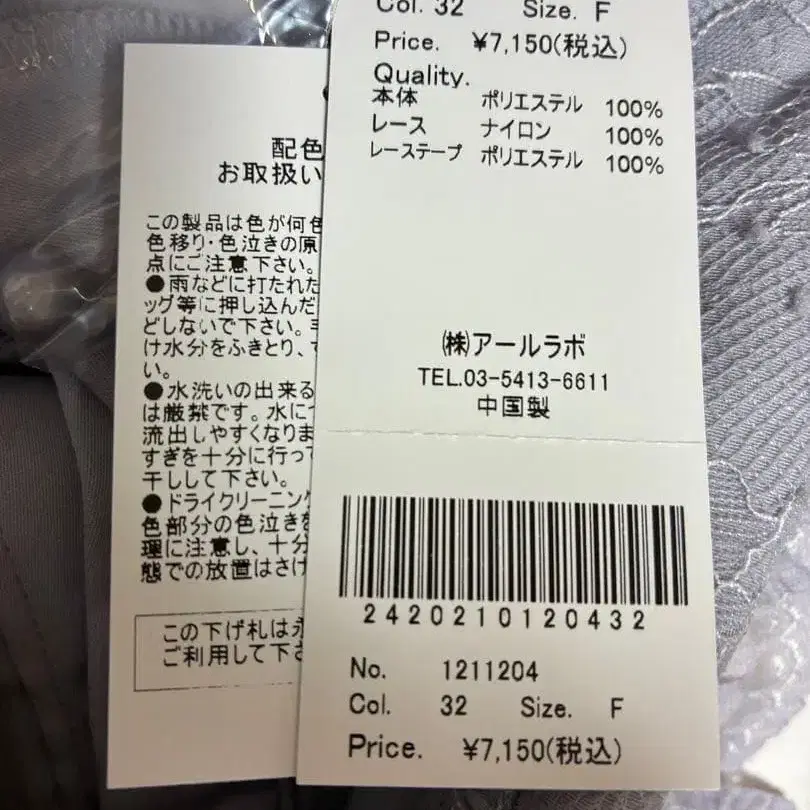 配色
お取扱い
この製品は色が何色
色移り・色泣きの原
点にご注意下さい。
●雨などに打たれた
ッグ等に押し込んだ
どしないで下さい。
け水分をふきとり、
い。
●水洗いの出来る
は厳禁です。水に
流出しやすくなりま
すぎを十分に行って
干しして下さい。
●ドライクリーニング
色部分の色泣きを
理に注意し、十分
態での放置はさけ
この下げ札は永
ご利用して下さ
Col. 32 Size. F
Price. ¥7,150(税込)
Quality.
本体 ポリエステル 100%
レース ナイロン 100%
レーステープ ポリエステル 100%
㈱アールラボ
TEL.03-5413-6611
中国製
2420210120432
No. 1211204
Col. 32 Size. F
Price. ¥7,150(税込)